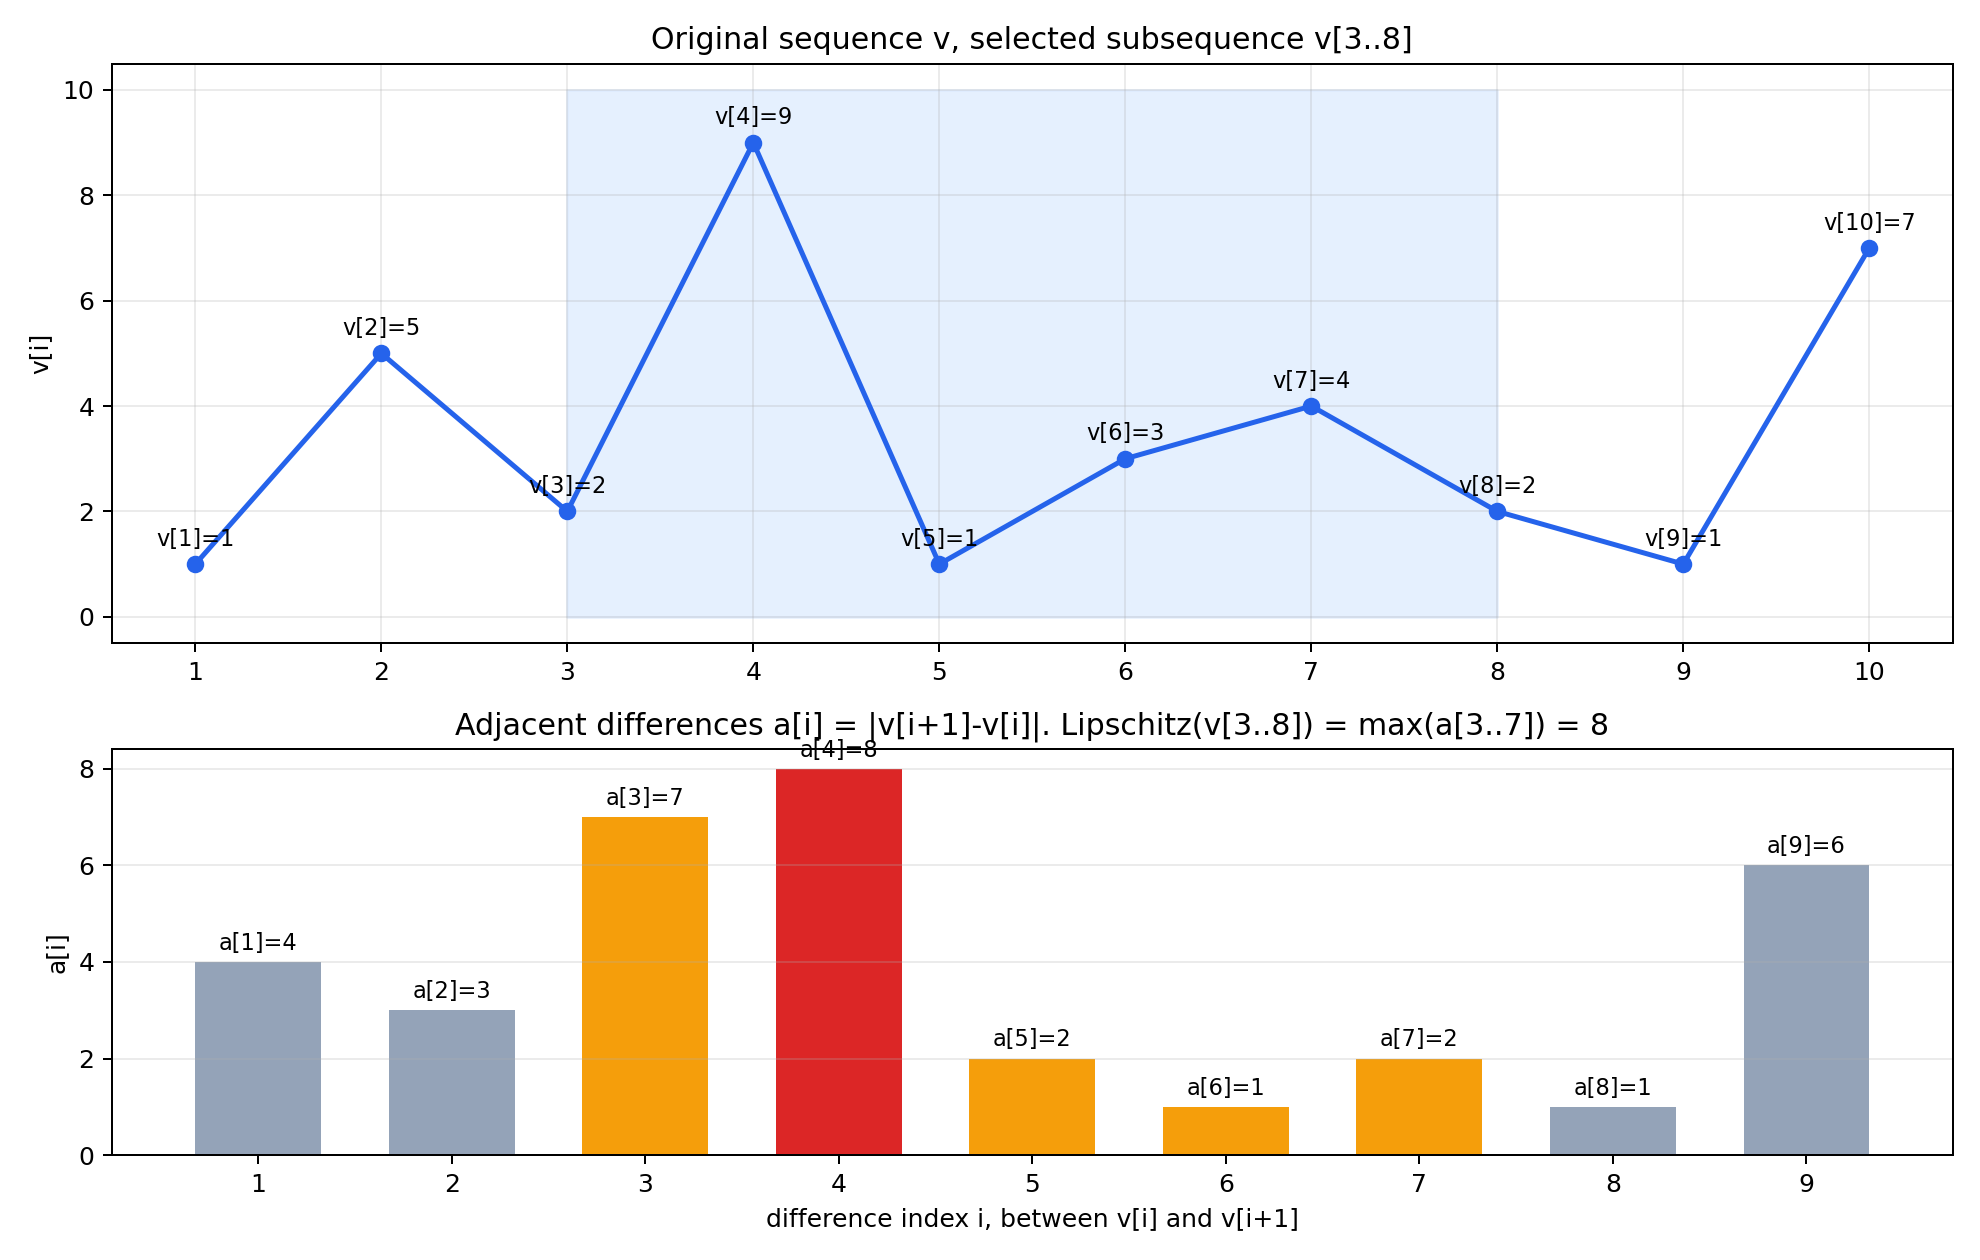 Original sequence v, selected subsequence v[3..8]
10
8
6
4
2
0
v[i]
v[1]=1
v[2]=5
v[3]=2
v[4]=9
v[5]=1
v[6]=3
v[7]=4
v[8]=2
v[9]=1
v[10]=7
1 2 3 4 5 6 7 8 9 10
Adjacent differences a[i] = |v[i+1]-v[i]|. Lipschitz(v[3..8]) = max(a[3..7]) = 8
8
6
4
2
0
a[i]
a[1]=4
a[2]=3
a[3]=7
a[4]=8
a[5]=2
a[6]=1
a[7]=2
a[8]=1
a[9]=6
1 2 3 4 5 6 7 8 9
difference index i, between v[i] and v[i+1]